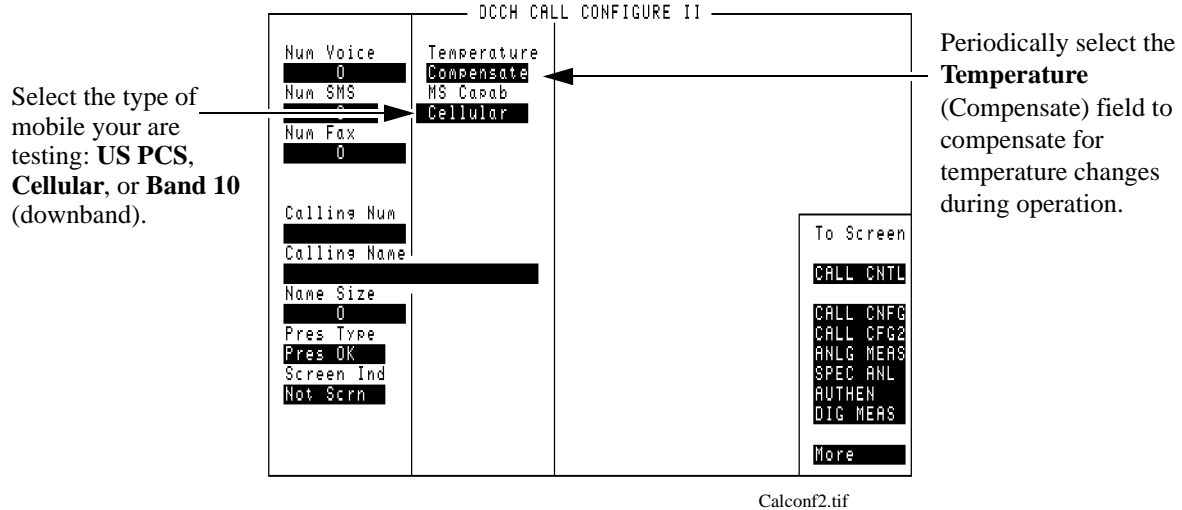 DCCH CALL CONFIGURE II
Select the type of
mobile your are
testing: US PCS,
Cellular, or Band 10
(downband).
Num Voice
0
Num SMS
0
Num Fax
0
Calling Num
Calling Name
Name Size
0
Pres Type
Pres OK
Screen Ind
Not Scrn
Temperature
Compensate
MS Capab
Cellular
To Screen
CALL CNTL
CALL CNFG
CALL CFG2
ANLG MEAS
SPEC ANL
AUTHEN
DIG MEAS
More
Periodically select the
Temperature
(Compensate) field to
compensate for
temperature changes
during operation.
Calconf2.tif